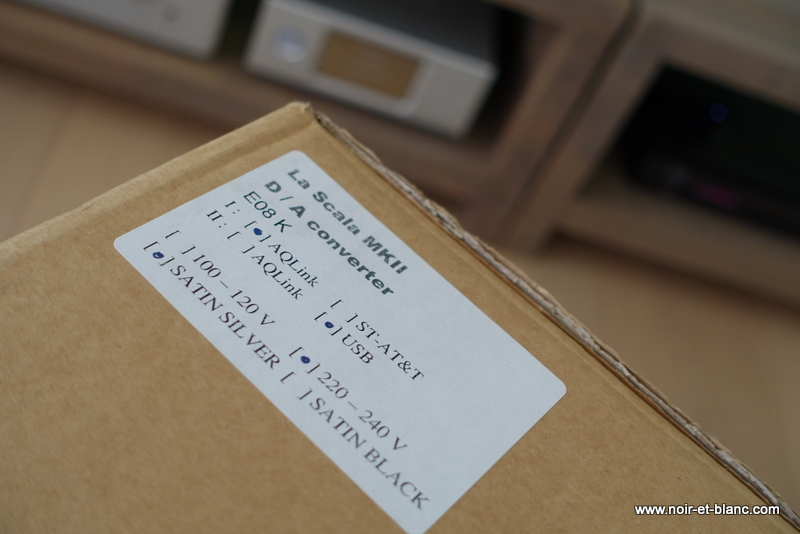 La Scala MKII
D / A converter
E08 K
I : [●] AQLink [ ] ST-AT&T
II : [ ] AQLink [●] USB
[ ] 100 – 120 V [●] 220 – 240 V
[●] SATIN SILVER [ ] SATIN BLACK
www.noir-et-blanc.com